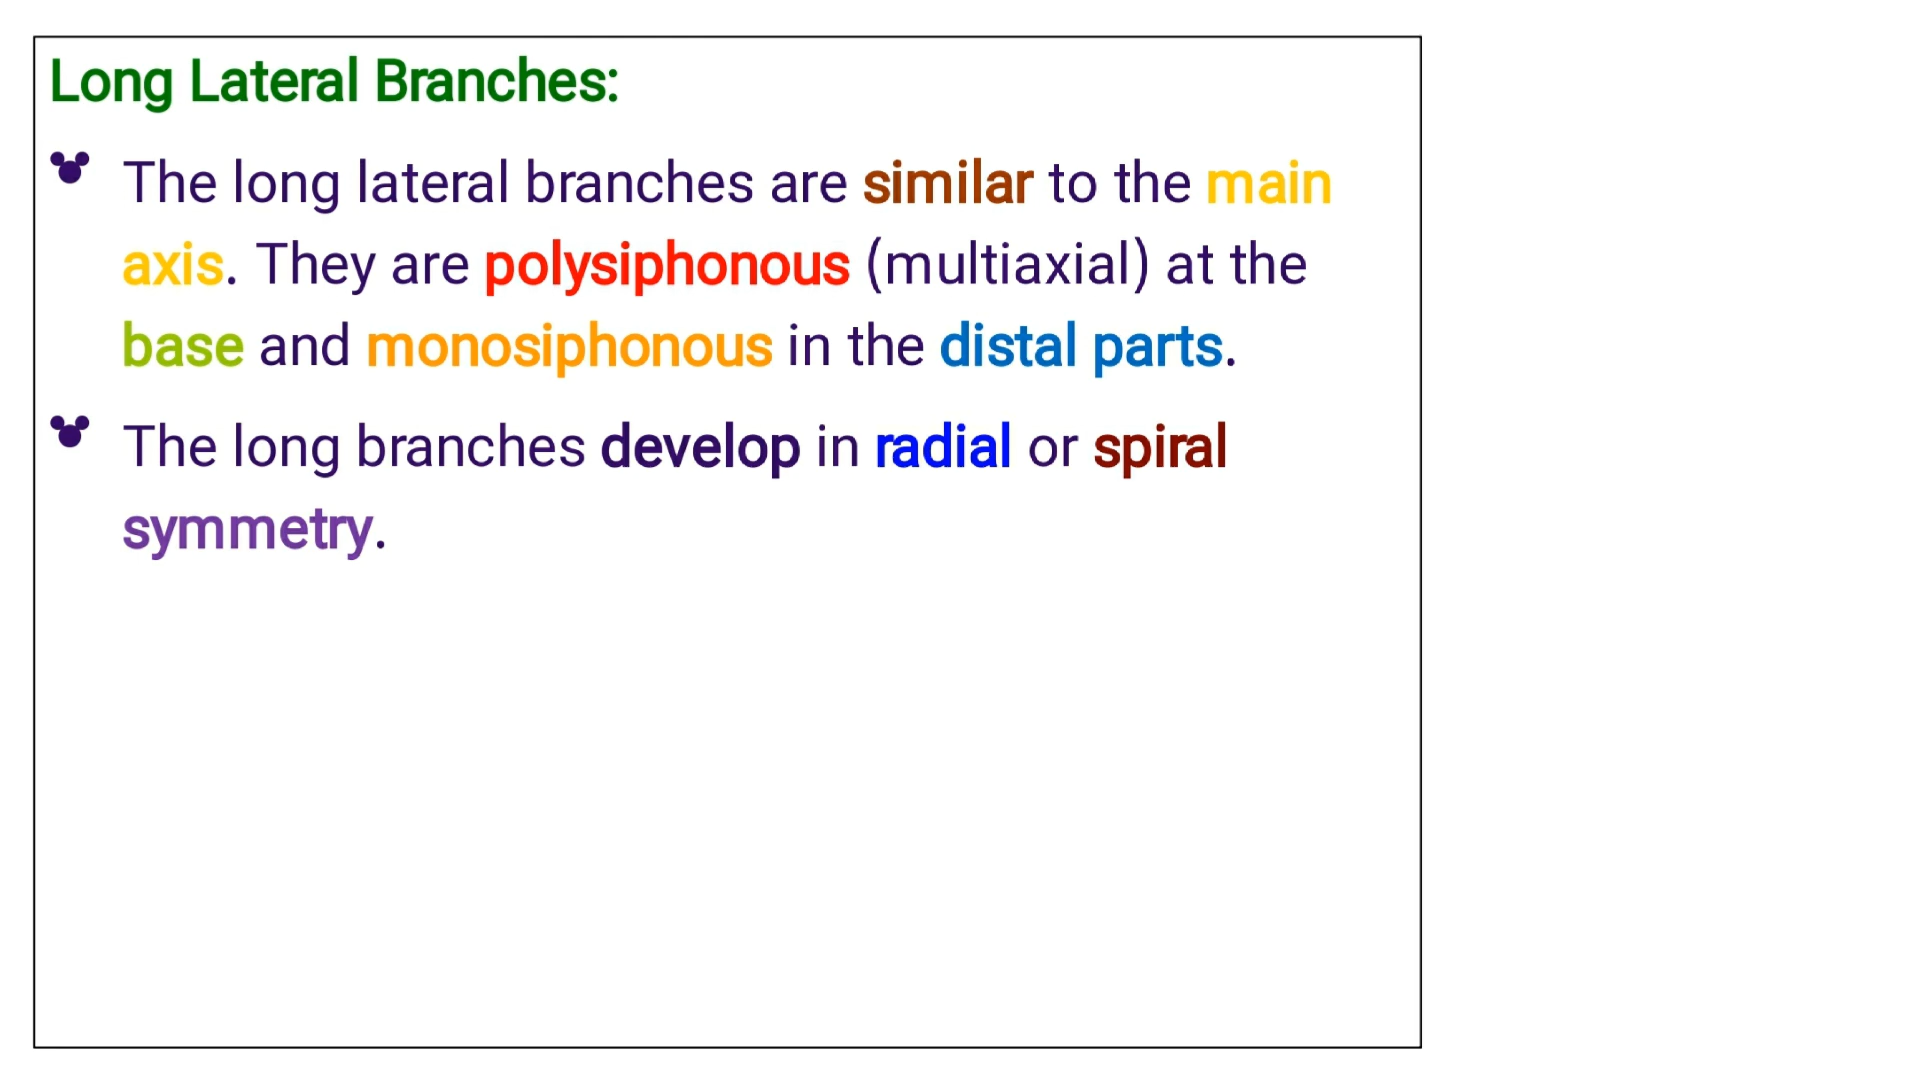 Long Lateral Branches:
The long lateral branches are similar to the main
axis. They are polysiphonous (multiaxial) at the
base and monosiphonous in the distal parts.
The long branches develop in radial or spiral
symmetry.